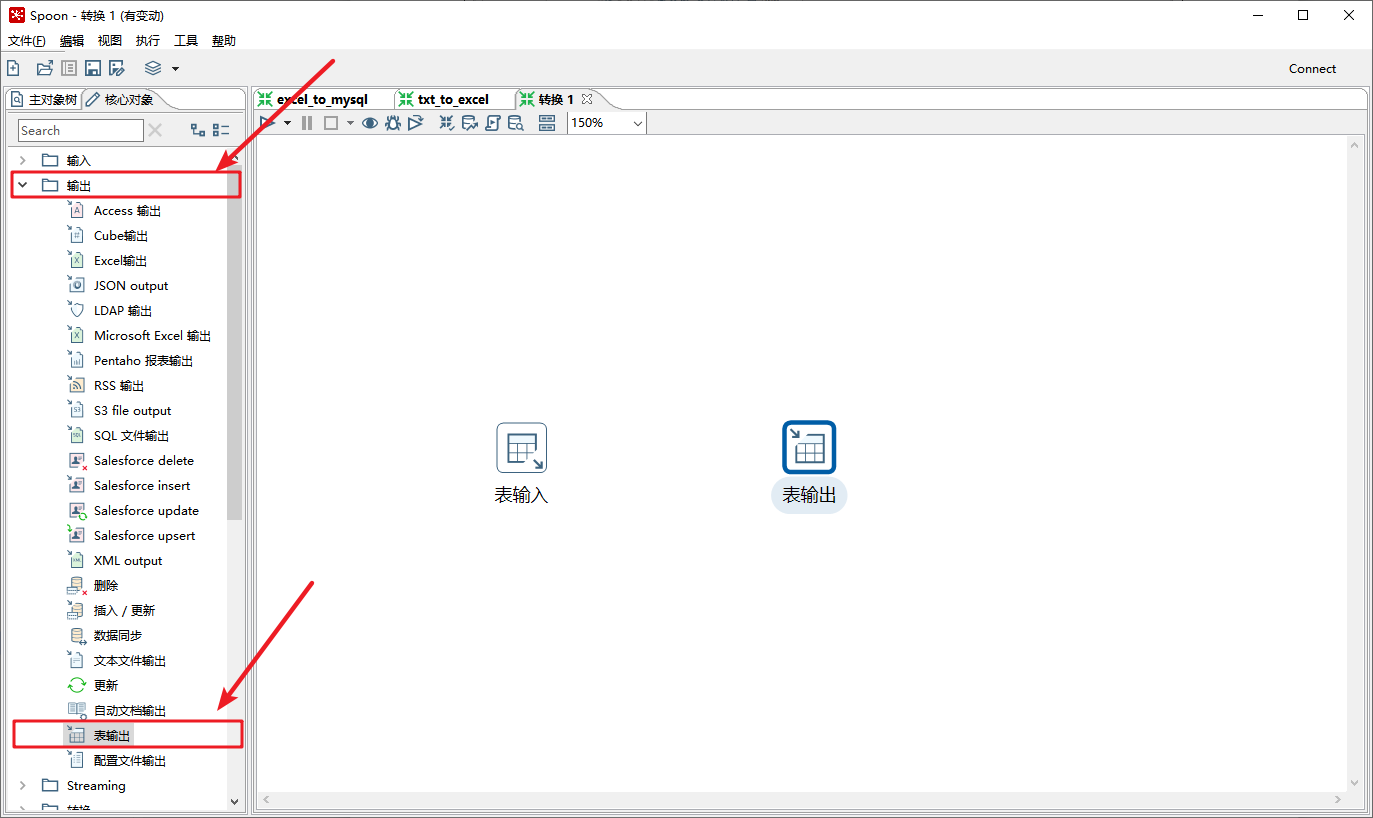 Spoon - 转换 1 (有变动)
文件(F) 编辑 视图 执行 工具 帮助
Connect
主对象树 核心对象
excel_to_mysql txt_to_excel 转换 1
Search
150%
输入
输出
Access 输出
Cube输出
Excel输出
JSON output
LDAP 输出
Microsoft Excel 输出
Pentaho 报表输出
RSS 输出
S3 file output
SQL 文件输出
Salesforce delete
Salesforce insert
Salesforce update
Salesforce upsert
XML output
删除
插入 / 更新
数据同步
文本文件输出
更新
自动文档输出
表输出
配置文件输出
Streaming
转换
表输入
表输出